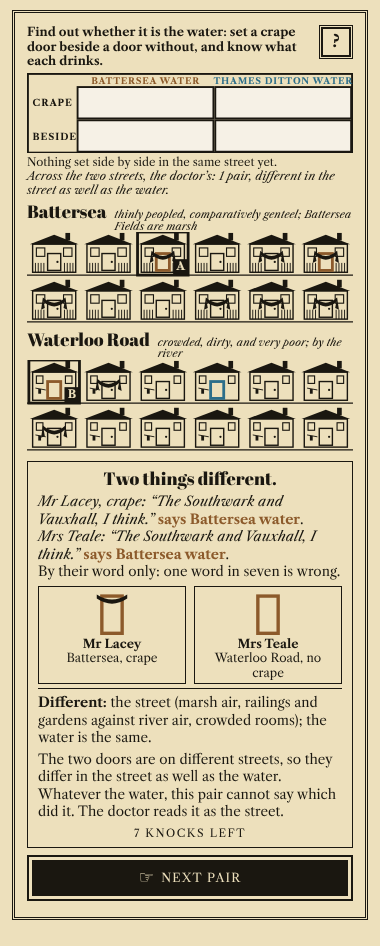 Find out whether it is the water: set a crape
door beside a door without, and know what
each drinks.
?
BATTERSEA WATER THAMES DITTON WATER
CRAPE
BESIDE
Nothing set side by side in the same street yet.
Across the two streets, the doctor's: 1 pair, different in the
street as well as the water.
Battersea thinly peopled, comparatively genteel; Battersea
Fields are marsh
A
Waterloo Road crowded, dirty, and very poor; by the
river
B
Two things different.
Mr Lacey, crape: “The Southwark and
Vauxhall, I think.” says Battersea water.
Mrs Teale: “The Southwark and Vauxhall, I
think.” says Battersea water.
By their word only: one word in seven is wrong.
Mr Lacey
Battersea, crape
Mrs Teale
Waterloo Road, no
crape
Different: the street (marsh air, railings and
gardens against river air, crowded rooms); the
water is the same.
The two doors are on different streets, so they
differ in the street as well as the water.
Whatever the water, this pair cannot say which
did it. The doctor reads it as the street.
7 KNOCKS LEFT
☞ NEXT PAIR